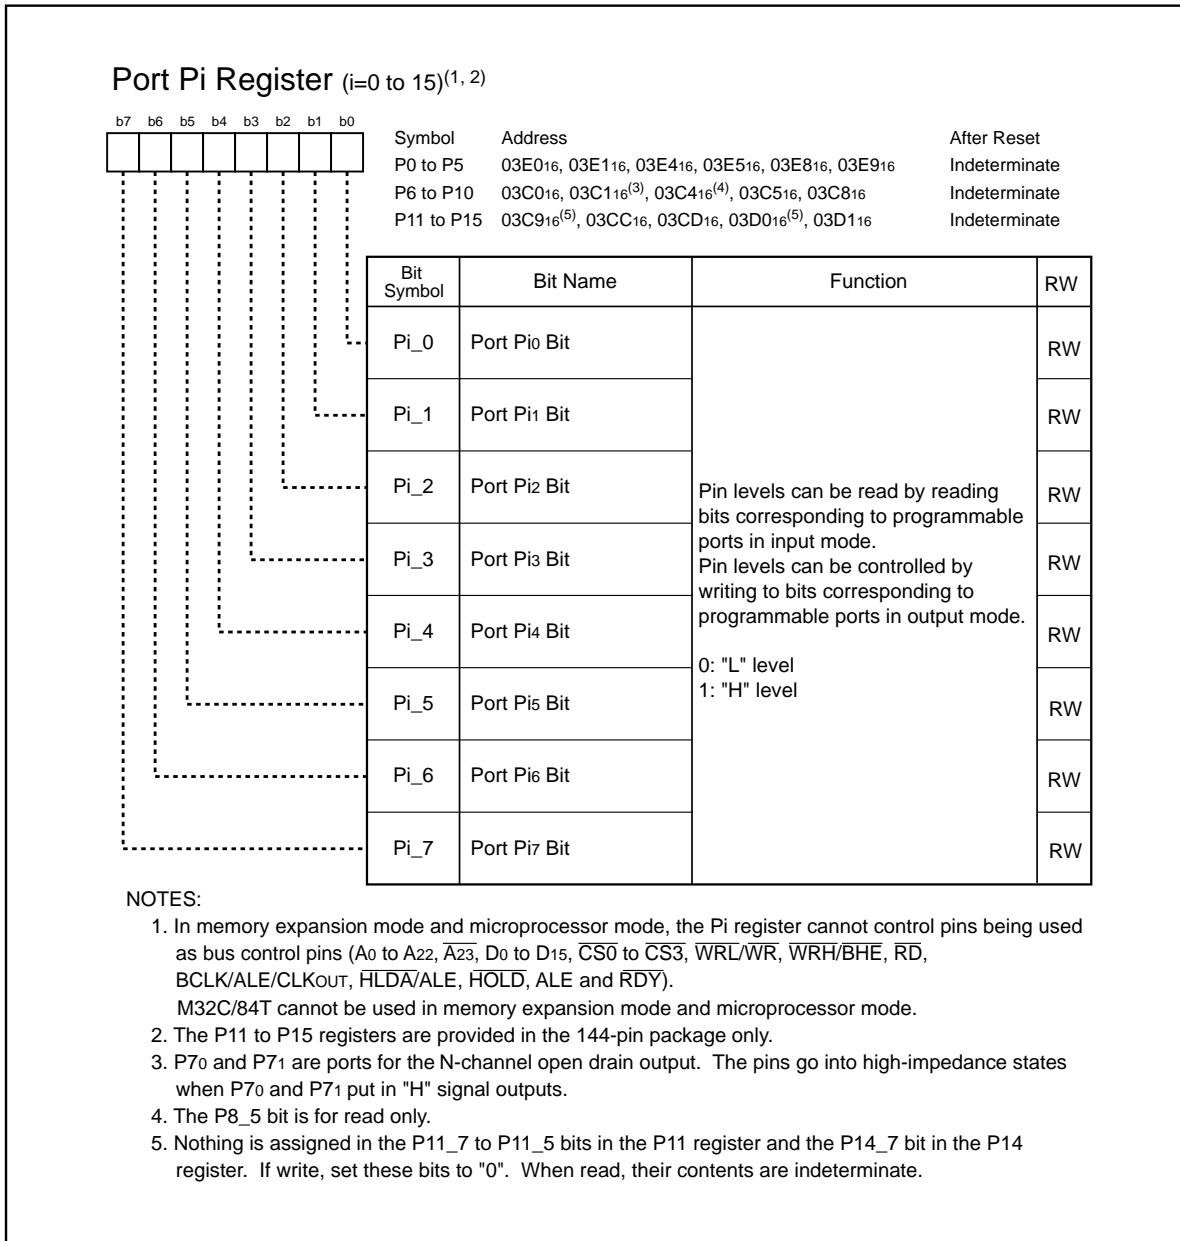 Port Pi Register (i=0 to 15)(1, 2)
b7 b6 b5 b4 b3 b2 b1 b0
Symbol Address After Reset
P0 to P5 03E016, 03E116, 03E416, 03E516, 03E816, 03E916 Indeterminate
P6 to P10 03C016, 03C116(3), 03C416(4), 03C516, 03C816 Indeterminate
P11 to P15 03C916(5), 03CC16, 03CD16, 03D016(5), 03D116 Indeterminate
Bit Symbol Bit Name Function RW
Pi_0 Port Pi0 Bit RW
Pi_1 Port Pi1 Bit RW
Pi_2 Port Pi2 Bit RW
Pi_3 Port Pi3 Bit RW
Pi_4 Port Pi4 Bit RW
Pi_5 Port Pi5 Bit RW
Pi_6 Port Pi6 Bit RW
Pi_7 Port Pi7 Bit RW
Pin levels can be read by reading
bits corresponding to programmable
ports in input mode.
Pin levels can be controlled by
writing to bits corresponding to
programmable ports in output mode.
0: "L" level
1: "H" level
NOTES:
1. In memory expansion mode and microprocessor mode, the Pi register cannot control pins being used
as bus control pins (A0 to A22, A23, D0 to D15, CS0 to CS3, WRL/WR, WRH/BHE, RD,
BCLK/ALE/CLKOUT, HLDA/ALE, HOLD, ALE and RDY).
M32C/84T cannot be used in memory expansion mode and microprocessor mode.
2. The P11 to P15 registers are provided in the 144-pin package only.
3. P70 and P71 are ports for the N-channel open drain output. The pins go into high-impedance states
when P70 and P71 put in "H" signal outputs.
4. The P8_5 bit is for read only.
5. Nothing is assigned in the P11_7 to P11_5 bits in the P11 register and the P14_7 bit in the P14
register. If write, set these bits to "0". When read, their contents are indeterminate.